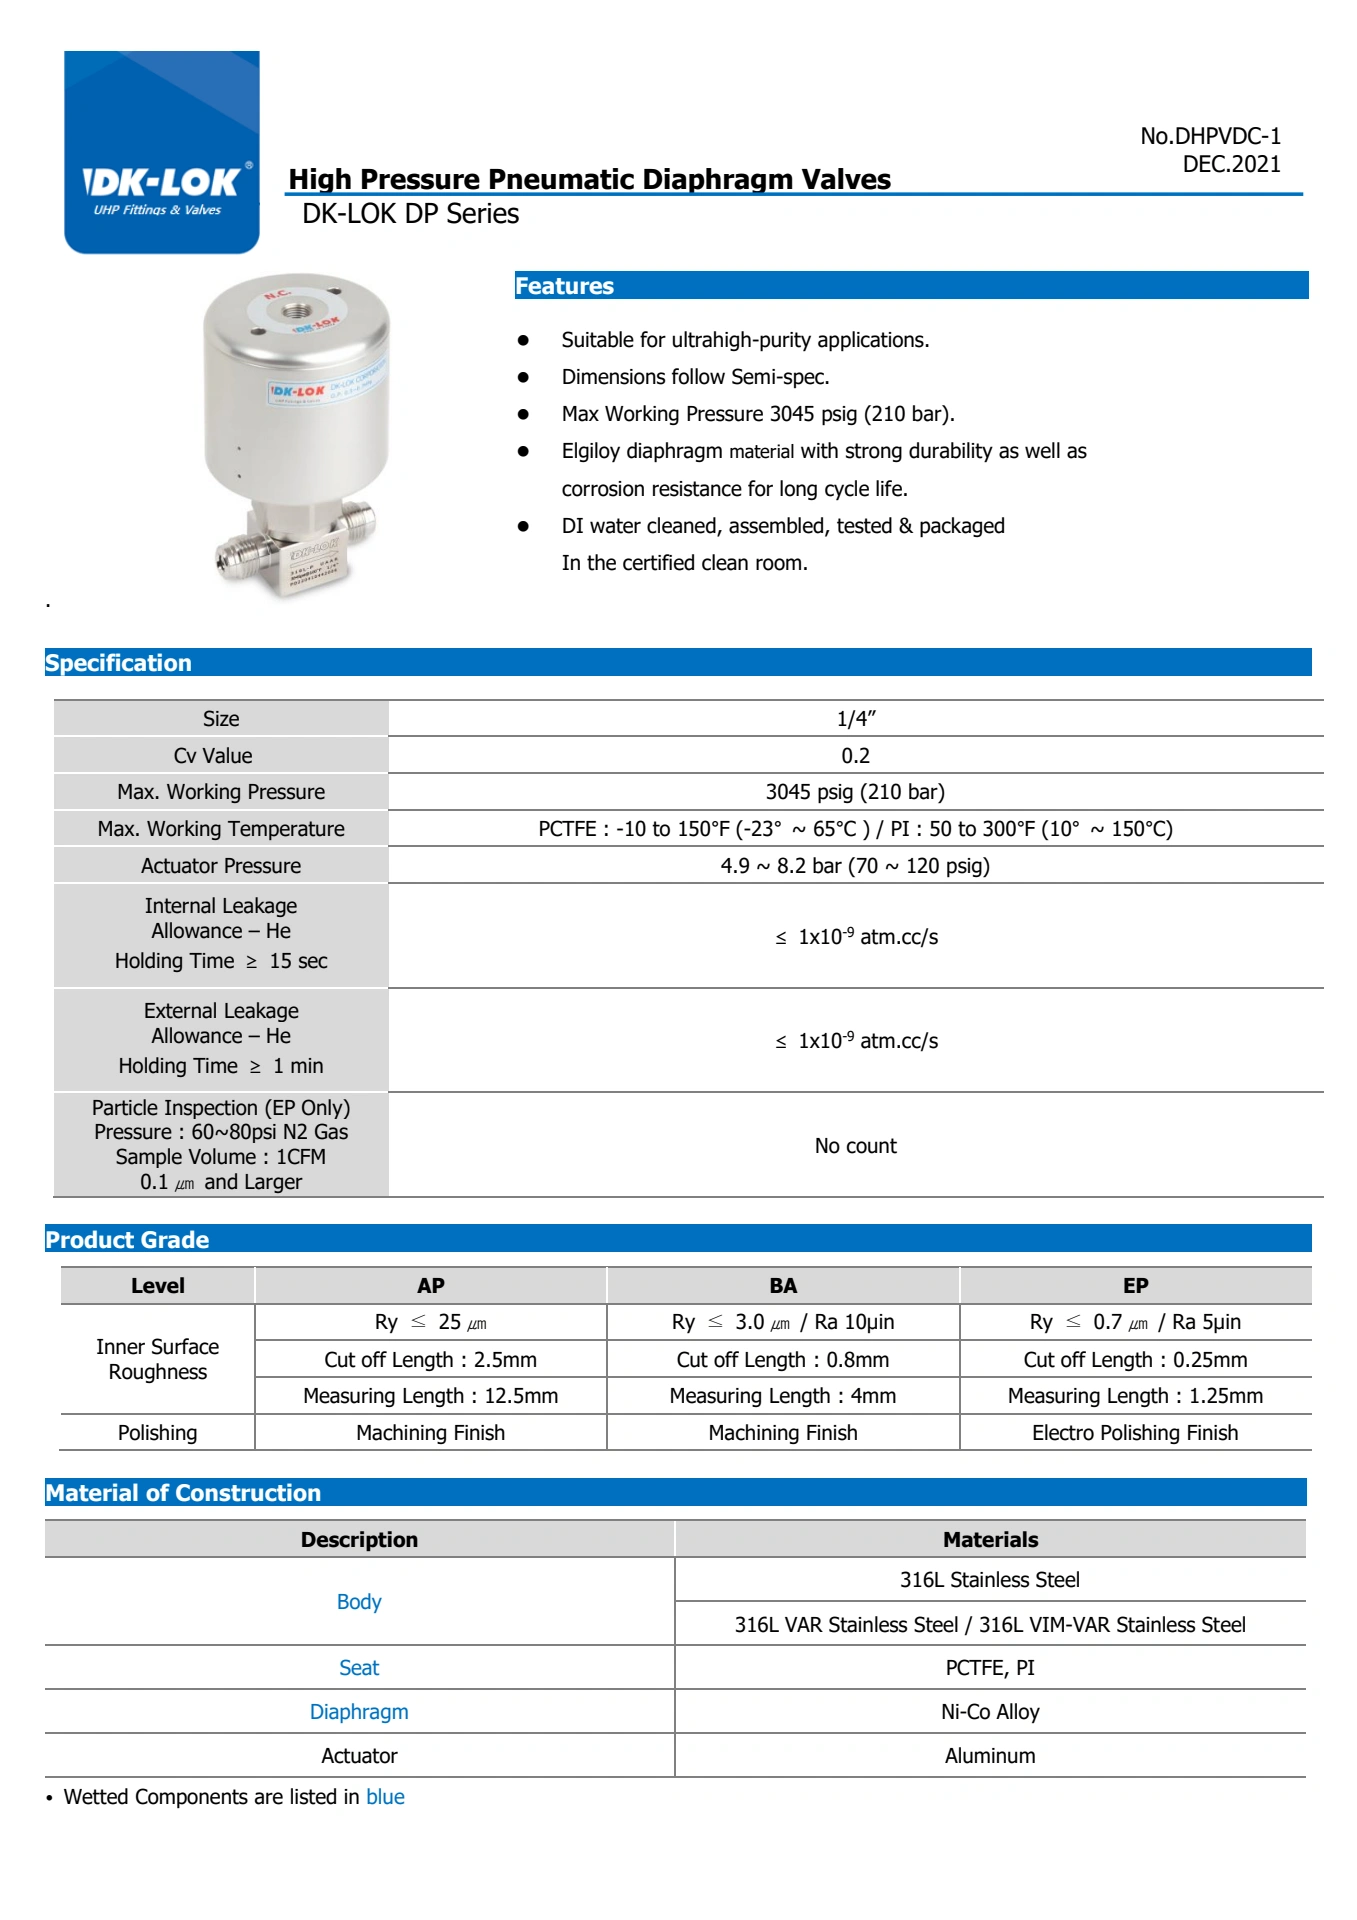 DK-LOK®
UHP Fittings & Valves
No.DHPVDC-1
DEC.2021
High Pressure Pneumatic Diaphragm Valves
DK-LOK DP Series
N.C.
DK-LOK
DK-LOK
DK-LOK
Features
● Suitable for ultrahigh-purity applications.
● Dimensions follow Semi-spec.
● Max Working Pressure 3045 psig (210 bar).
● Elgiloy diaphragm material with strong durability as well as
corrosion resistance for long cycle life.
● DI water cleaned, assembled, tested & packaged
In the certified clean room.
.
Specification
Size 1/4”
Cv Value 0.2
Max. Working Pressure 3045 psig (210 bar)
Max. Working Temperature PCTFE : -10 to 150°F (-23° ~ 65°C ) / PI : 50 to 300°F (10° ~ 150°C)
Actuator Pressure 4.9 ~ 8.2 bar (70 ~ 120 psig)
Internal Leakage
Allowance – He
Holding Time ≥ 15 sec
≤ 1x10⁻⁹ atm.cc/s
External Leakage
Allowance – He
Holding Time ≥ 1 min
≤ 1x10⁻⁹ atm.cc/s
Particle Inspection (EP Only)
Pressure : 60~80psi N2 Gas
Sample Volume : 1CFM
0.1 ㎛ and Larger
No count
Product Grade
Level AP BA EP
Inner Surface
Roughness
Ry ≤ 25 ㎛ Ry ≤ 3.0 ㎛ / Ra 10µin Ry ≤ 0.7 ㎛ / Ra 5µin
Cut off Length : 2.5mm Cut off Length : 0.8mm Cut off Length : 0.25mm
Measuring Length : 12.5mm Measuring Length : 4mm Measuring Length : 1.25mm
Polishing Machining Finish Machining Finish Electro Polishing Finish
Material of Construction
Description Materials
Body
316L Stainless Steel
316L VAR Stainless Steel / 316L VIM-VAR Stainless Steel
Seat PCTFE, PI
Diaphragm Ni-Co Alloy
Actuator Aluminum
• Wetted Components are listed in blue